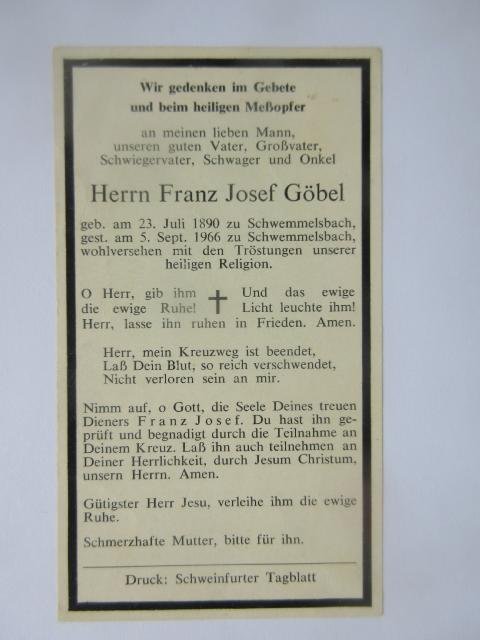 Wir gedenken im Gebete
und beim heiligen Meßopfer
an meinen lieben Mann,
unseren guten Vater, Großvater,
Schwiegervater, Schwager und Onkel
Herrn Franz Josef Göbel
geb. am 23. Juli 1890 zu Schwemmelsbach,
gest. am 5. Sept. 1966 zu Schwemmelsbach,
wohlversehen mit den Tröstungen unserer
heiligen Religion.
O Herr, gib ihm † Und das ewige
die ewige Ruhe! Licht leuchte ihm!
Herr, lasse ihn ruhen in Frieden. Amen.
Herr, mein Kreuzweg ist beendet,
Laß Dein Blut, so reich verschwendet,
Nicht verloren sein an mir.
Nimm auf, o Gott, die Seele Deines treuen
Dieners Franz Josef. Du hast ihn ge-
prüft und begnadigt durch die Teilnahme an
Deinem Kreuz. Laß ihn auch teilnehmen an
Deiner Herrlichkeit, durch Jesum Christum,
unsern Herrn. Amen.
Gütigster Herr Jesu, verleihe ihm die ewige
Ruhe.
Schmerzhafte Mutter, bitte für ihn.
Druck: Schweinfurter Tagblatt